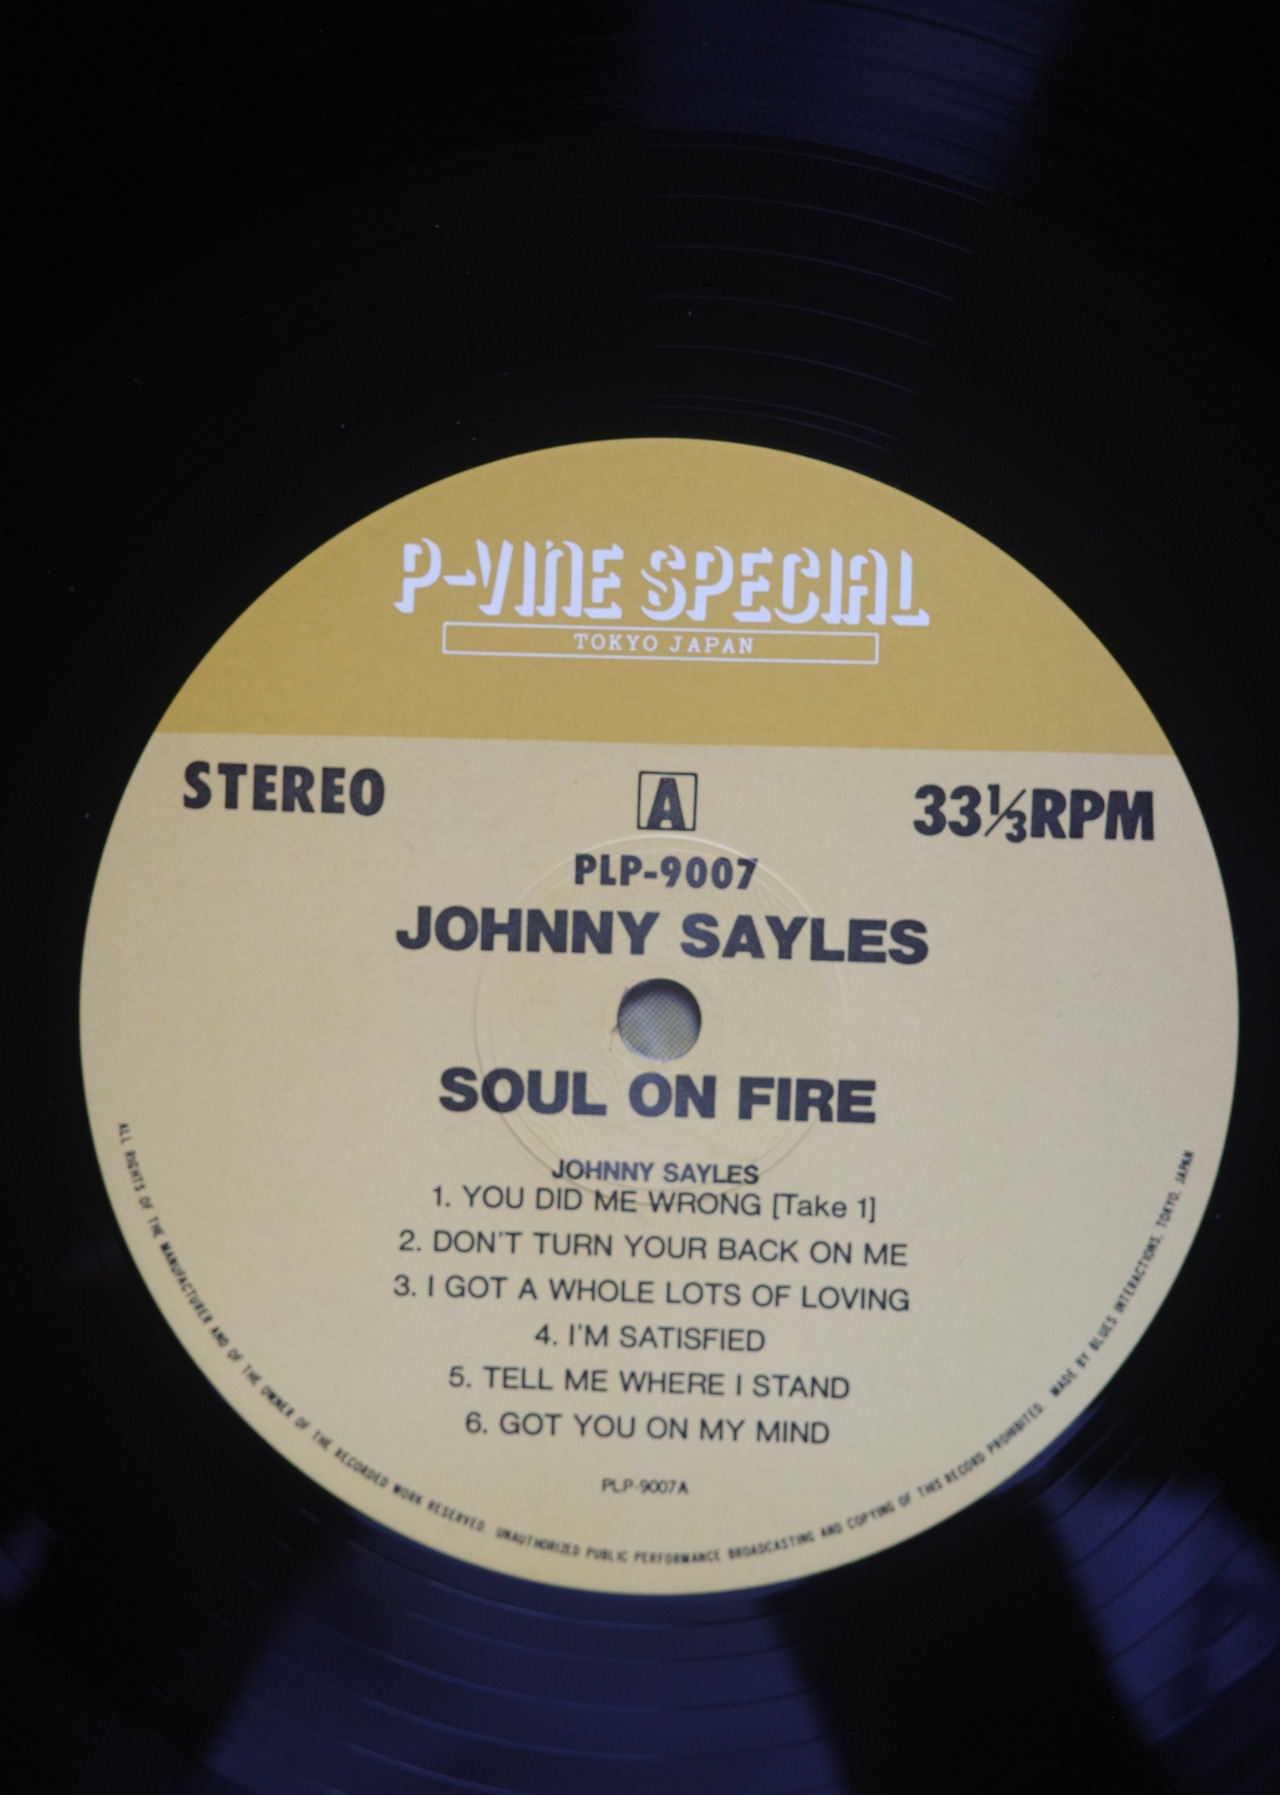 P-VINE SPECIAL
TOKYO JAPAN
STEREO
A
33⅓RPM
PLP-9007
JOHNNY SAYLES
SOUL ON FIRE
JOHNNY SAYLES
1. YOU DID ME WRONG [Take 1]
2. DON'T TURN YOUR BACK ON ME
3. I GOT A WHOLE LOTS OF LOVING
4. I'M SATISFIED
5. TELL ME WHERE I STAND
6. GOT YOU ON MY MIND
PLP-9007A
ALL RIGHTS OF THE MANUFACTURER AND OF THE OWNER OF THE RECORDED WORK RESERVED. UNAUTHORIZED PUBLIC PERFORMANCE BROADCASTING AND COPYING OF THIS RECORD PROHIBITED. MADE BY BLUES INTERACTIONS, TOKYO, JAPAN